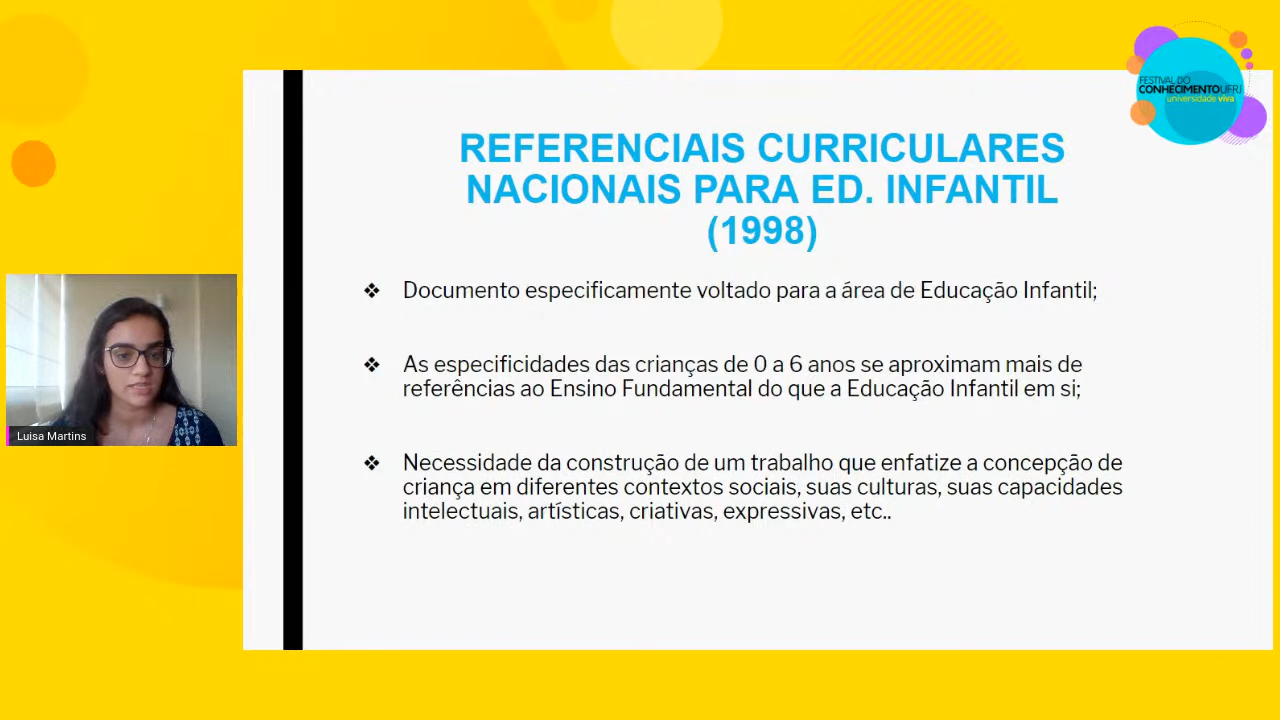 FESTIVAL DO
CONHECIMENTO UFRJ
universidade viva
REFERENCIAIS CURRICULARES
NACIONAIS PARA ED. INFANTIL
(1998)
❖ Documento especificamente voltado para a área de Educação Infantil;
❖ As especificidades das crianças de 0 a 6 anos se aproximam mais de
referências ao Ensino Fundamental do que a Educação Infantil em si;
❖ Necessidade da construção de um trabalho que enfatize a concepção de
criança em diferentes contextos sociais, suas culturas, suas capacidades
intelectuais, artísticas, criativas, expressivas, etc..
Luisa Martins